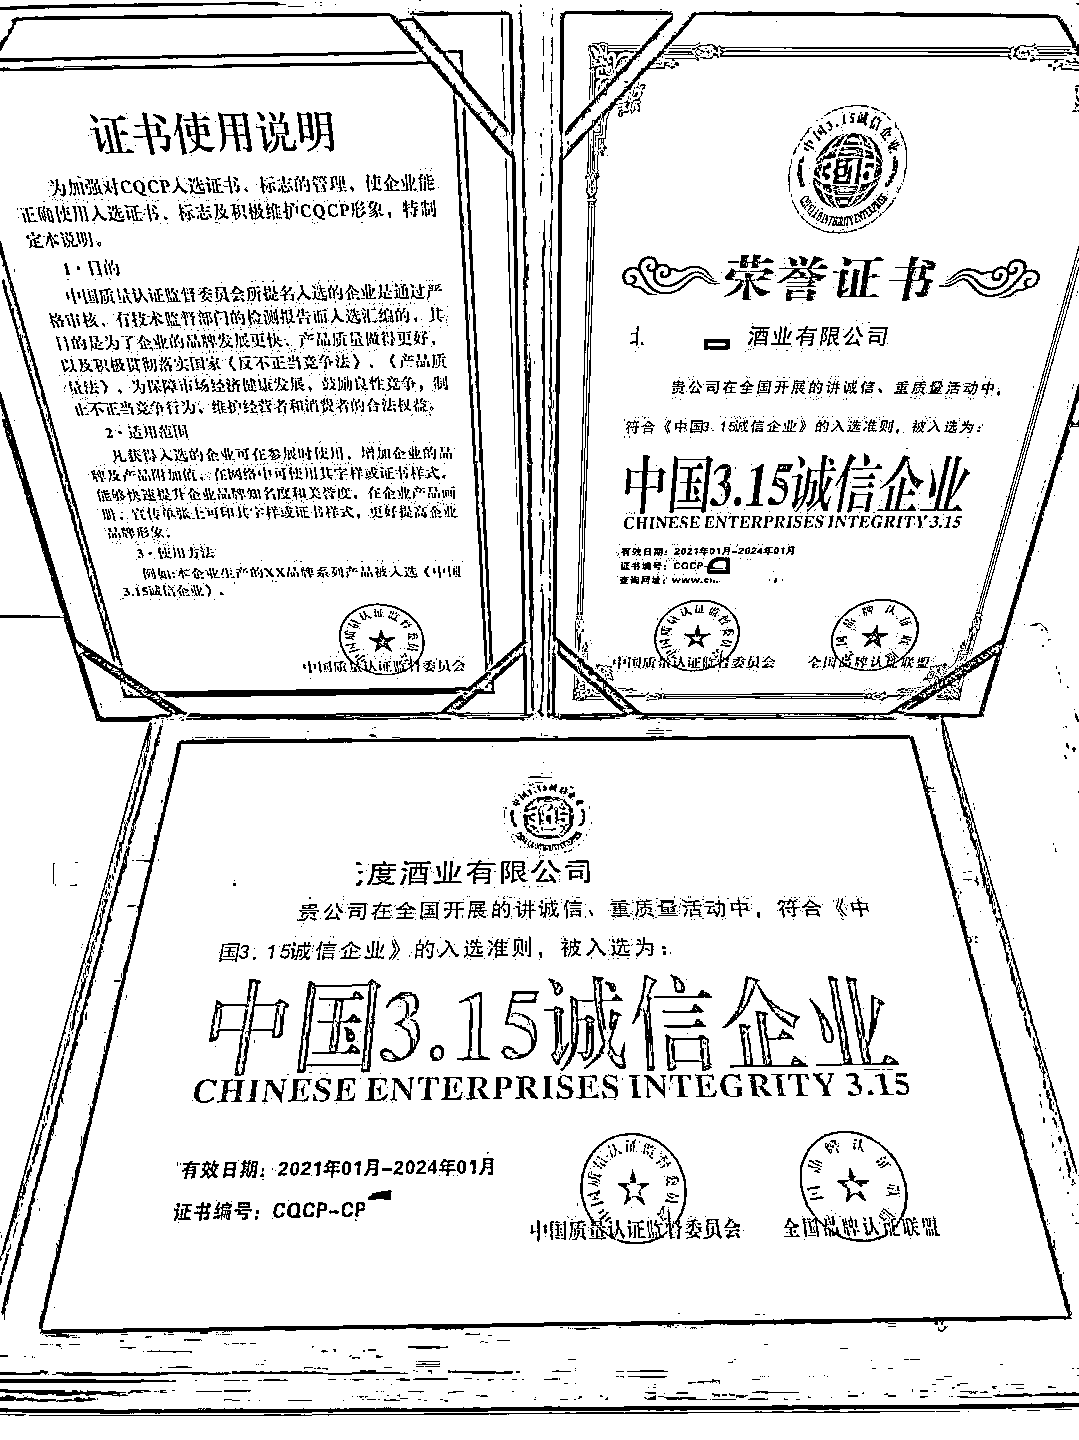 证书使用说明
为加强对CQCP入选证书、标志的管理，使企业能
正确使用入选证书、标志及积极维护CQCP形象，特制
定本说明。
1·目的
中国质量认证监督委员会所提名入选的企业是通过严
格审核、有技术监督部门的检测报告而入选汇编的，其
目的是为了企业的品牌发展更快、产品质量做得更好，
以及积极贯彻落实国家《反不正当竞争法》、《产品质
量法》，为保障市场经济健康发展，鼓励良性竞争，制
止不正当竞争行为、维护经营者和消费者的合法权益。
2·适用范围
凡获得入选的企业可在参展时使用，增加企业的品
牌及产品附加值。在网络中可使用其字样或证书样式，
能够快速提升企业品牌知名度和美誉度，在企业产品画
册，宣传单张上可印其字样或证书样式，更好提高企业
品牌形象。
3·使用方法
例如:本企业生产的XX品牌系列产品被入选《中国
3.15诚信企业》。
中国质量认证监督委员会
中国3.15诚信企业
315
CHINA 315 INTEGRITY ENTERPRISE
荣誉证书
酒业有限公司
贵公司在全国开展的讲诚信、重质量活动中，
符合《中国3.15诚信企业》的入选准则，被入选为：
中国3.15诚信企业
CHINESE ENTERPRISES INTEGRITY 3.15
有效日期：2021年01月-2024年01月
证书编号：CQCP-
查询网址：www.c
中国质量认证监督委员会 全国品牌认证联盟
中国3.15诚信企业
度酒业有限公司
贵公司在全国开展的讲诚信、重质量活动中，符合《中
国3.15诚信企业》的入选准则，被入选为：
中国3.15诚信企业
CHINESE ENTERPRISES INTEGRITY 3.15
有效日期：2021年01月-2024年01月
证书编号：CQCP-CP
中国质量认证监督委员会 全国品牌认证联盟